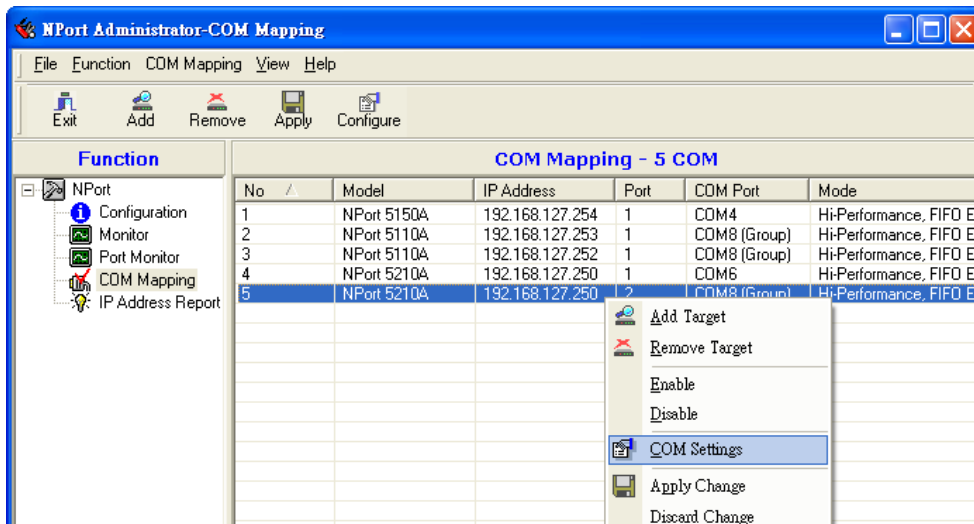 NPort Administrator-COM Mapping
File Function COM Mapping View Help
Exit Add Remove Apply Configure
Function
COM Mapping - 5 COM
NPort
Configuration
Monitor
Port Monitor
COM Mapping
IP Address Report
No Model IP Address Port COM Port Mode
1 NPort 5150A 192.168.127.254 1 COM4 Hi-Performance, FIFO E
2 NPort 5110A 192.168.127.253 1 COM8 (Group) Hi-Performance, FIFO E
3 NPort 5110A 192.168.127.252 1 COM8 (Group) Hi-Performance, FIFO E
4 NPort 5210A 192.168.127.250 1 COM6 Hi-Performance, FIFO E
5 NPort 5210A 192.168.127.250 2 COM8 (Group) Hi-Performance, FIFO E
Add Target
Remove Target
Enable
Disable
COM Settings
Apply Change
Discard Change